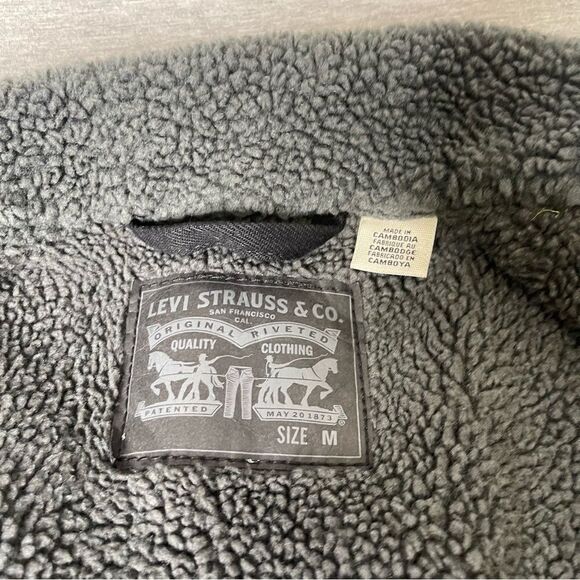 MADE IN
CAMBODIA
FABRIQUE AU
CAMBODGE
FABRICADO EN
CAMBOYA
LEVI STRAUSS & CO.
SAN FRANCISCO
CAL.
ORIGINAL RIVETED
QUALITY CLOTHING
PATENTED MAY 20 1873
SIZE M